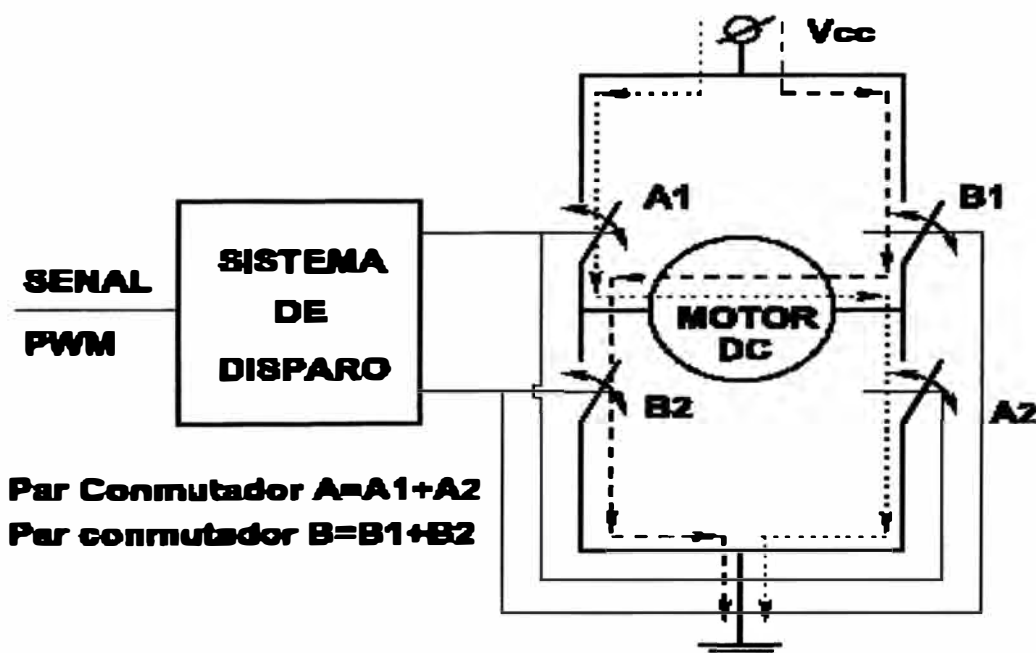 Vcc
A1
B1
SENAL
PWM
SISTEMA
DE
DISPARO
MOTOR
DC
B2
A2
Par Conmutador A=A1+A2
Par conmutador B=B1+B2